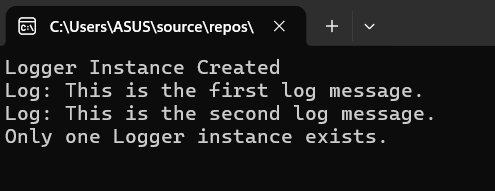 C:\Users\ASUS\source\repos\
Logger Instance Created
Log: This is the first log message.
Log: This is the second log message.
Only one Logger instance exists.